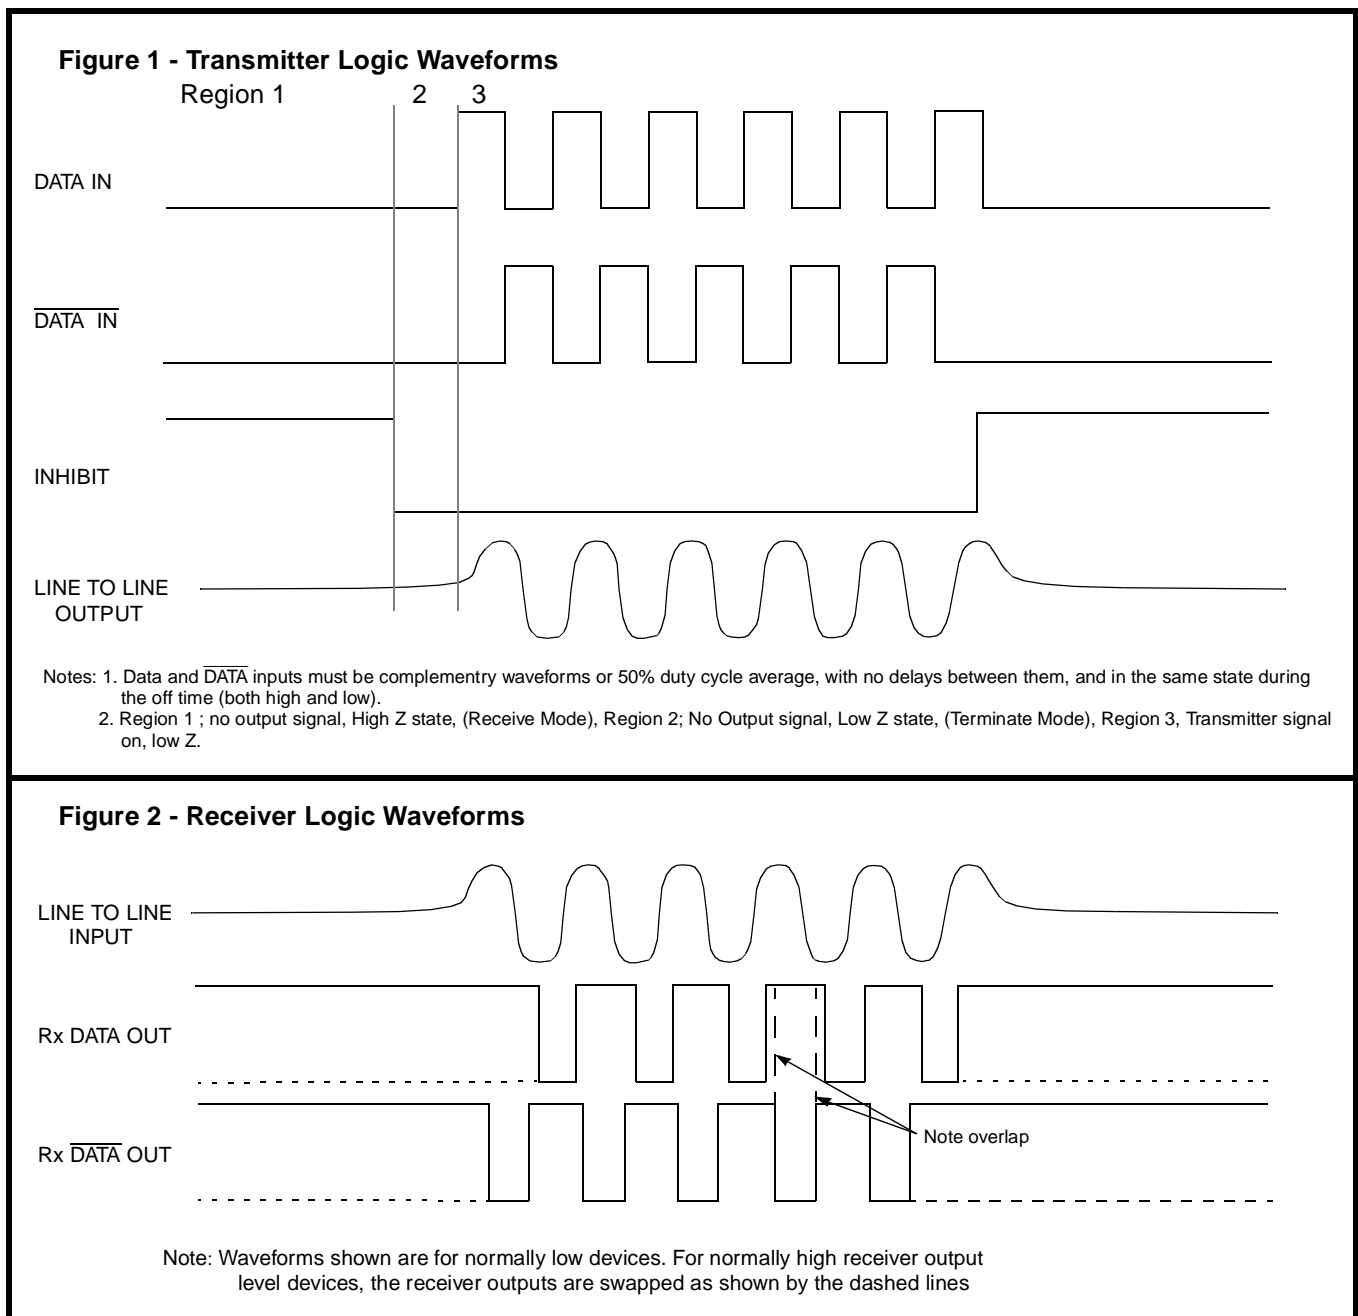 Figure 1 - Transmitter Logic Waveforms
Region 1 2 3
DATA IN
DATA IN
INHIBIT
LINE TO LINE
OUTPUT
Notes: 1. Data and DATA inputs must be complementry waveforms or 50% duty cycle average, with no delays between them, and in the same state during
the off time (both high and low).
2. Region 1 ; no output signal, High Z state, (Receive Mode), Region 2; No Output signal, Low Z state, (Terminate Mode), Region 3, Transmitter signal
on, low Z.
Figure 2 - Receiver Logic Waveforms
LINE TO LINE
INPUT
Rx DATA OUT
Note overlap
Rx DATA OUT
Note: Waveforms shown are for normally low devices. For normally high receiver output
level devices, the receiver outputs are swapped as shown by the dashed lines